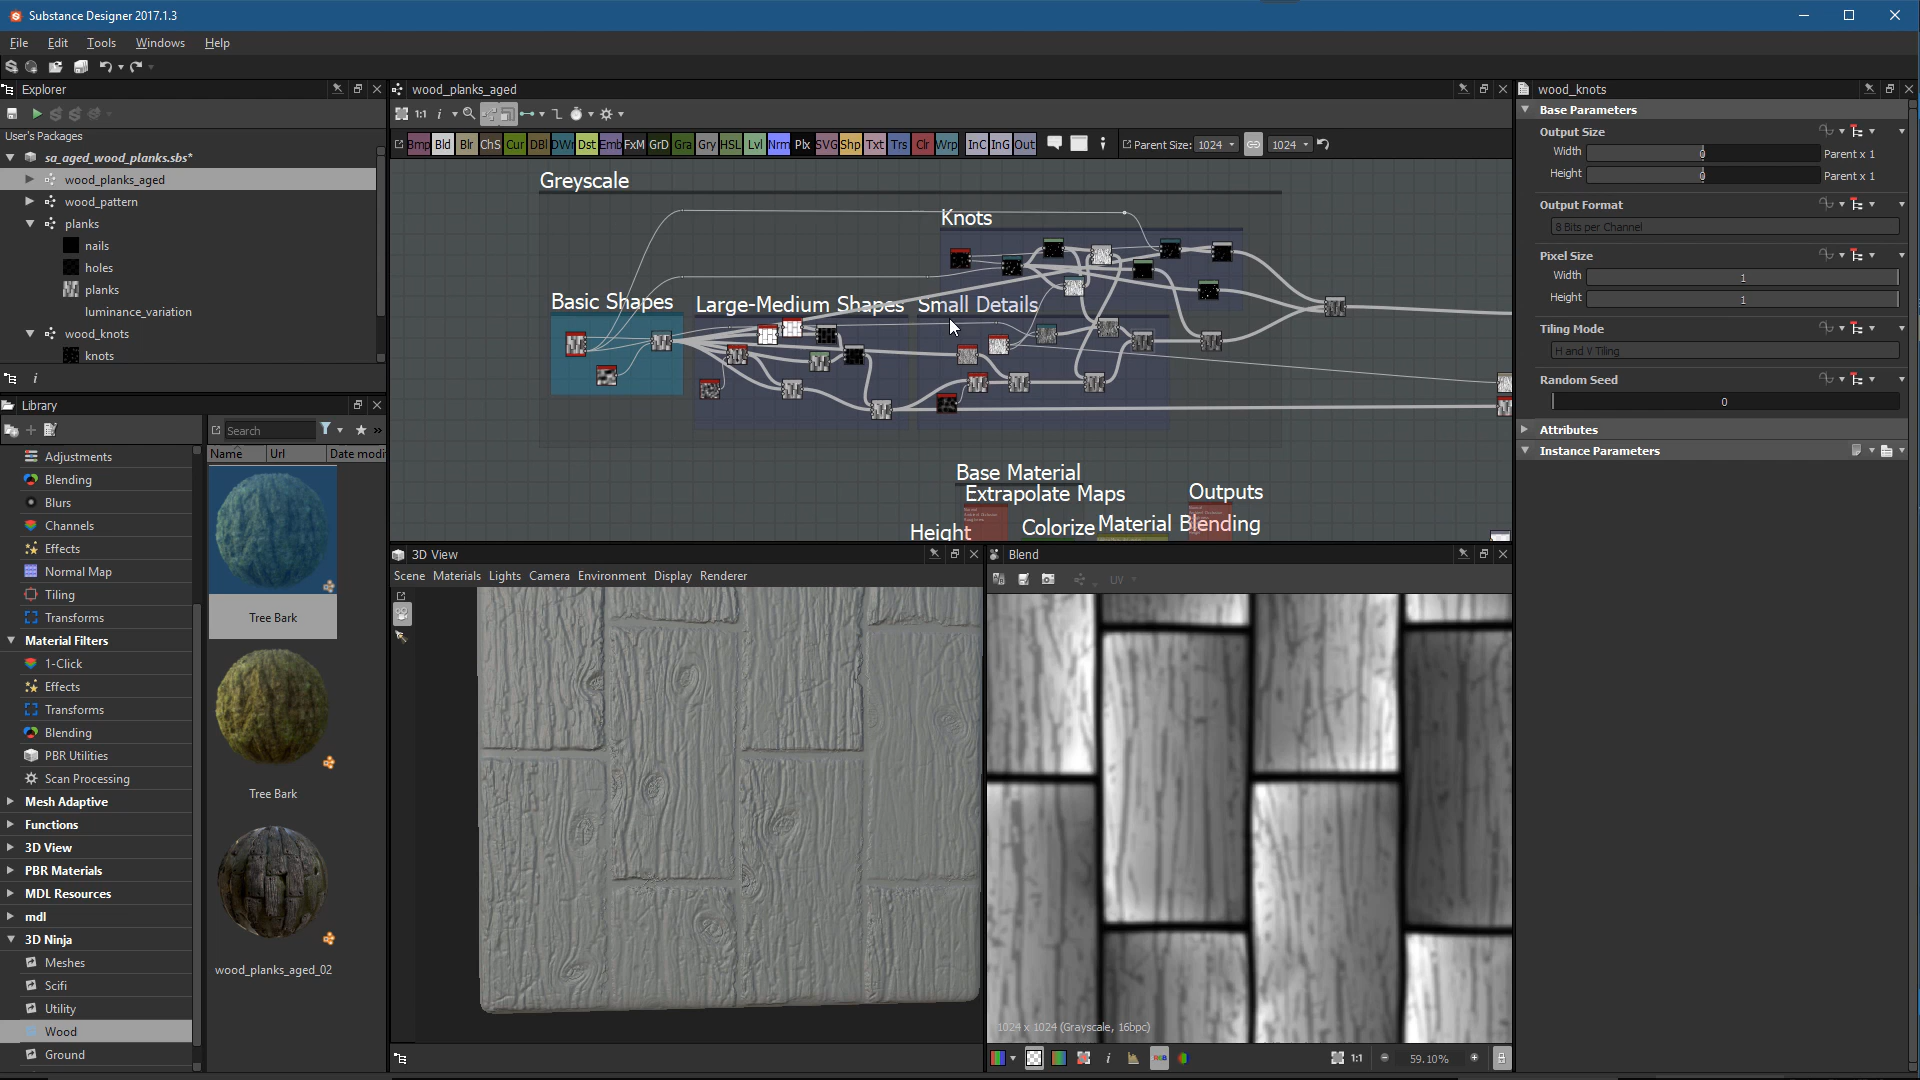 Substance Designer 2017.1.3
File Edit Tools Windows Help
Explorer
User's Packages
sa_aged_wood_planks.sbs*
wood_planks_aged
wood_pattern
planks
nails
holes
planks
luminance_variation
wood_knots
knots
Library
Search
Name Url Date modi
Adjustments
Blending
Blurs
Channels
Effects
Normal Map
Tiling
Transforms
Material Filters
1-Click
Effects
Transforms
Blending
PBR Utilities
Scan Processing
Mesh Adaptive
Functions
3D View
PBR Materials
MDL Resources
mdl
3D Ninja
Meshes
Scifi
Utility
Wood
Ground
Tree Bark
Tree Bark
wood_planks_aged_02
wood_planks_aged
1:1 i
Bmp Bld Blr ChS Cur DBl DWr Dst Emb FxM GrD Gra Gry HSL Lvl Nrm Plx SVG Shp Txt Trs Clr Wrp InC InG Out Parent Size: 1024 1024
Greyscale
Knots
Basic Shapes
Large-Medium Shapes
Small Details
Base Material
Extrapolate Maps
Outputs
Height
Colorize
Material Blending
3D View
Scene Materials Lights Camera Environment Display Renderer
Blend
UV
1024 x 1024 (Grayscale, 16bpc)
i RGB 1:1 59.10%
wood_knots
Base Parameters
Output Size
Width 0 Parent x 1
Height 0 Parent x 1
Output Format
8 Bits per Channel
Pixel Size
Width 1
Height 1
Tiling Mode
H and V Tiling
Random Seed
0
Attributes
Instance Parameters